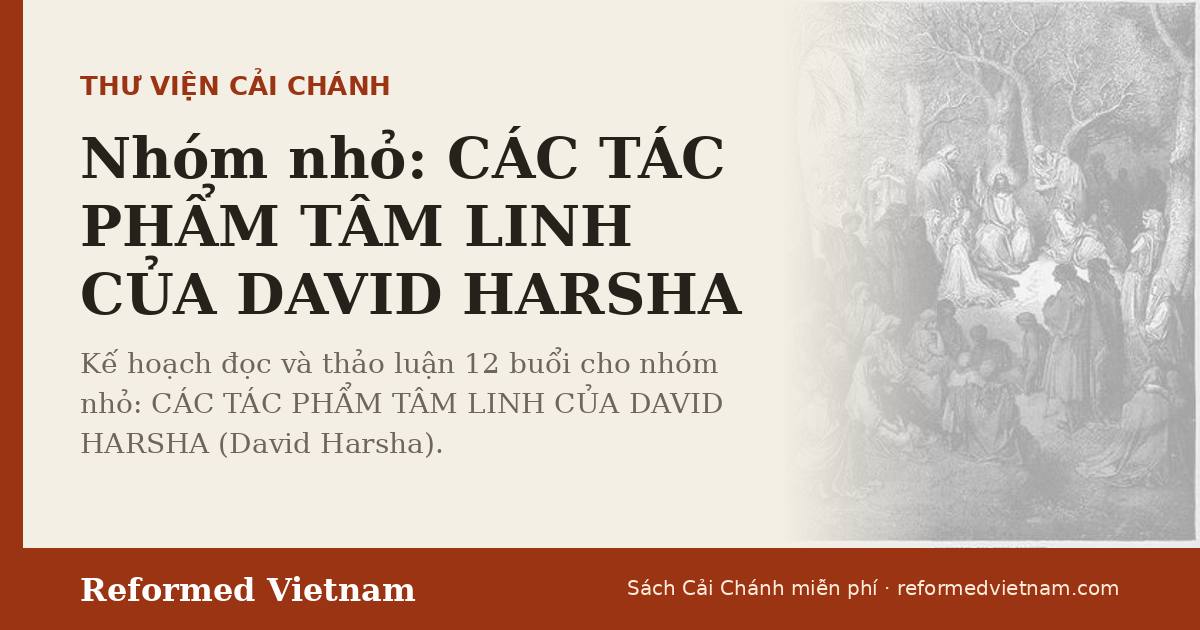 THƯ VIỆN CẢI CHÁNH
Nhóm nhỏ: CÁC TÁC
PHẨM TÂM LINH
CỦA DAVID HARSHA
Kế hoạch đọc và thảo luận 12 buổi cho nhóm
nhỏ: CÁC TÁC PHẨM TÂM LINH CỦA DAVID
HARSHA (David Harsha).
Reformed Vietnam
Sách Cải Chánh miễn phí · reformedvietnam.com